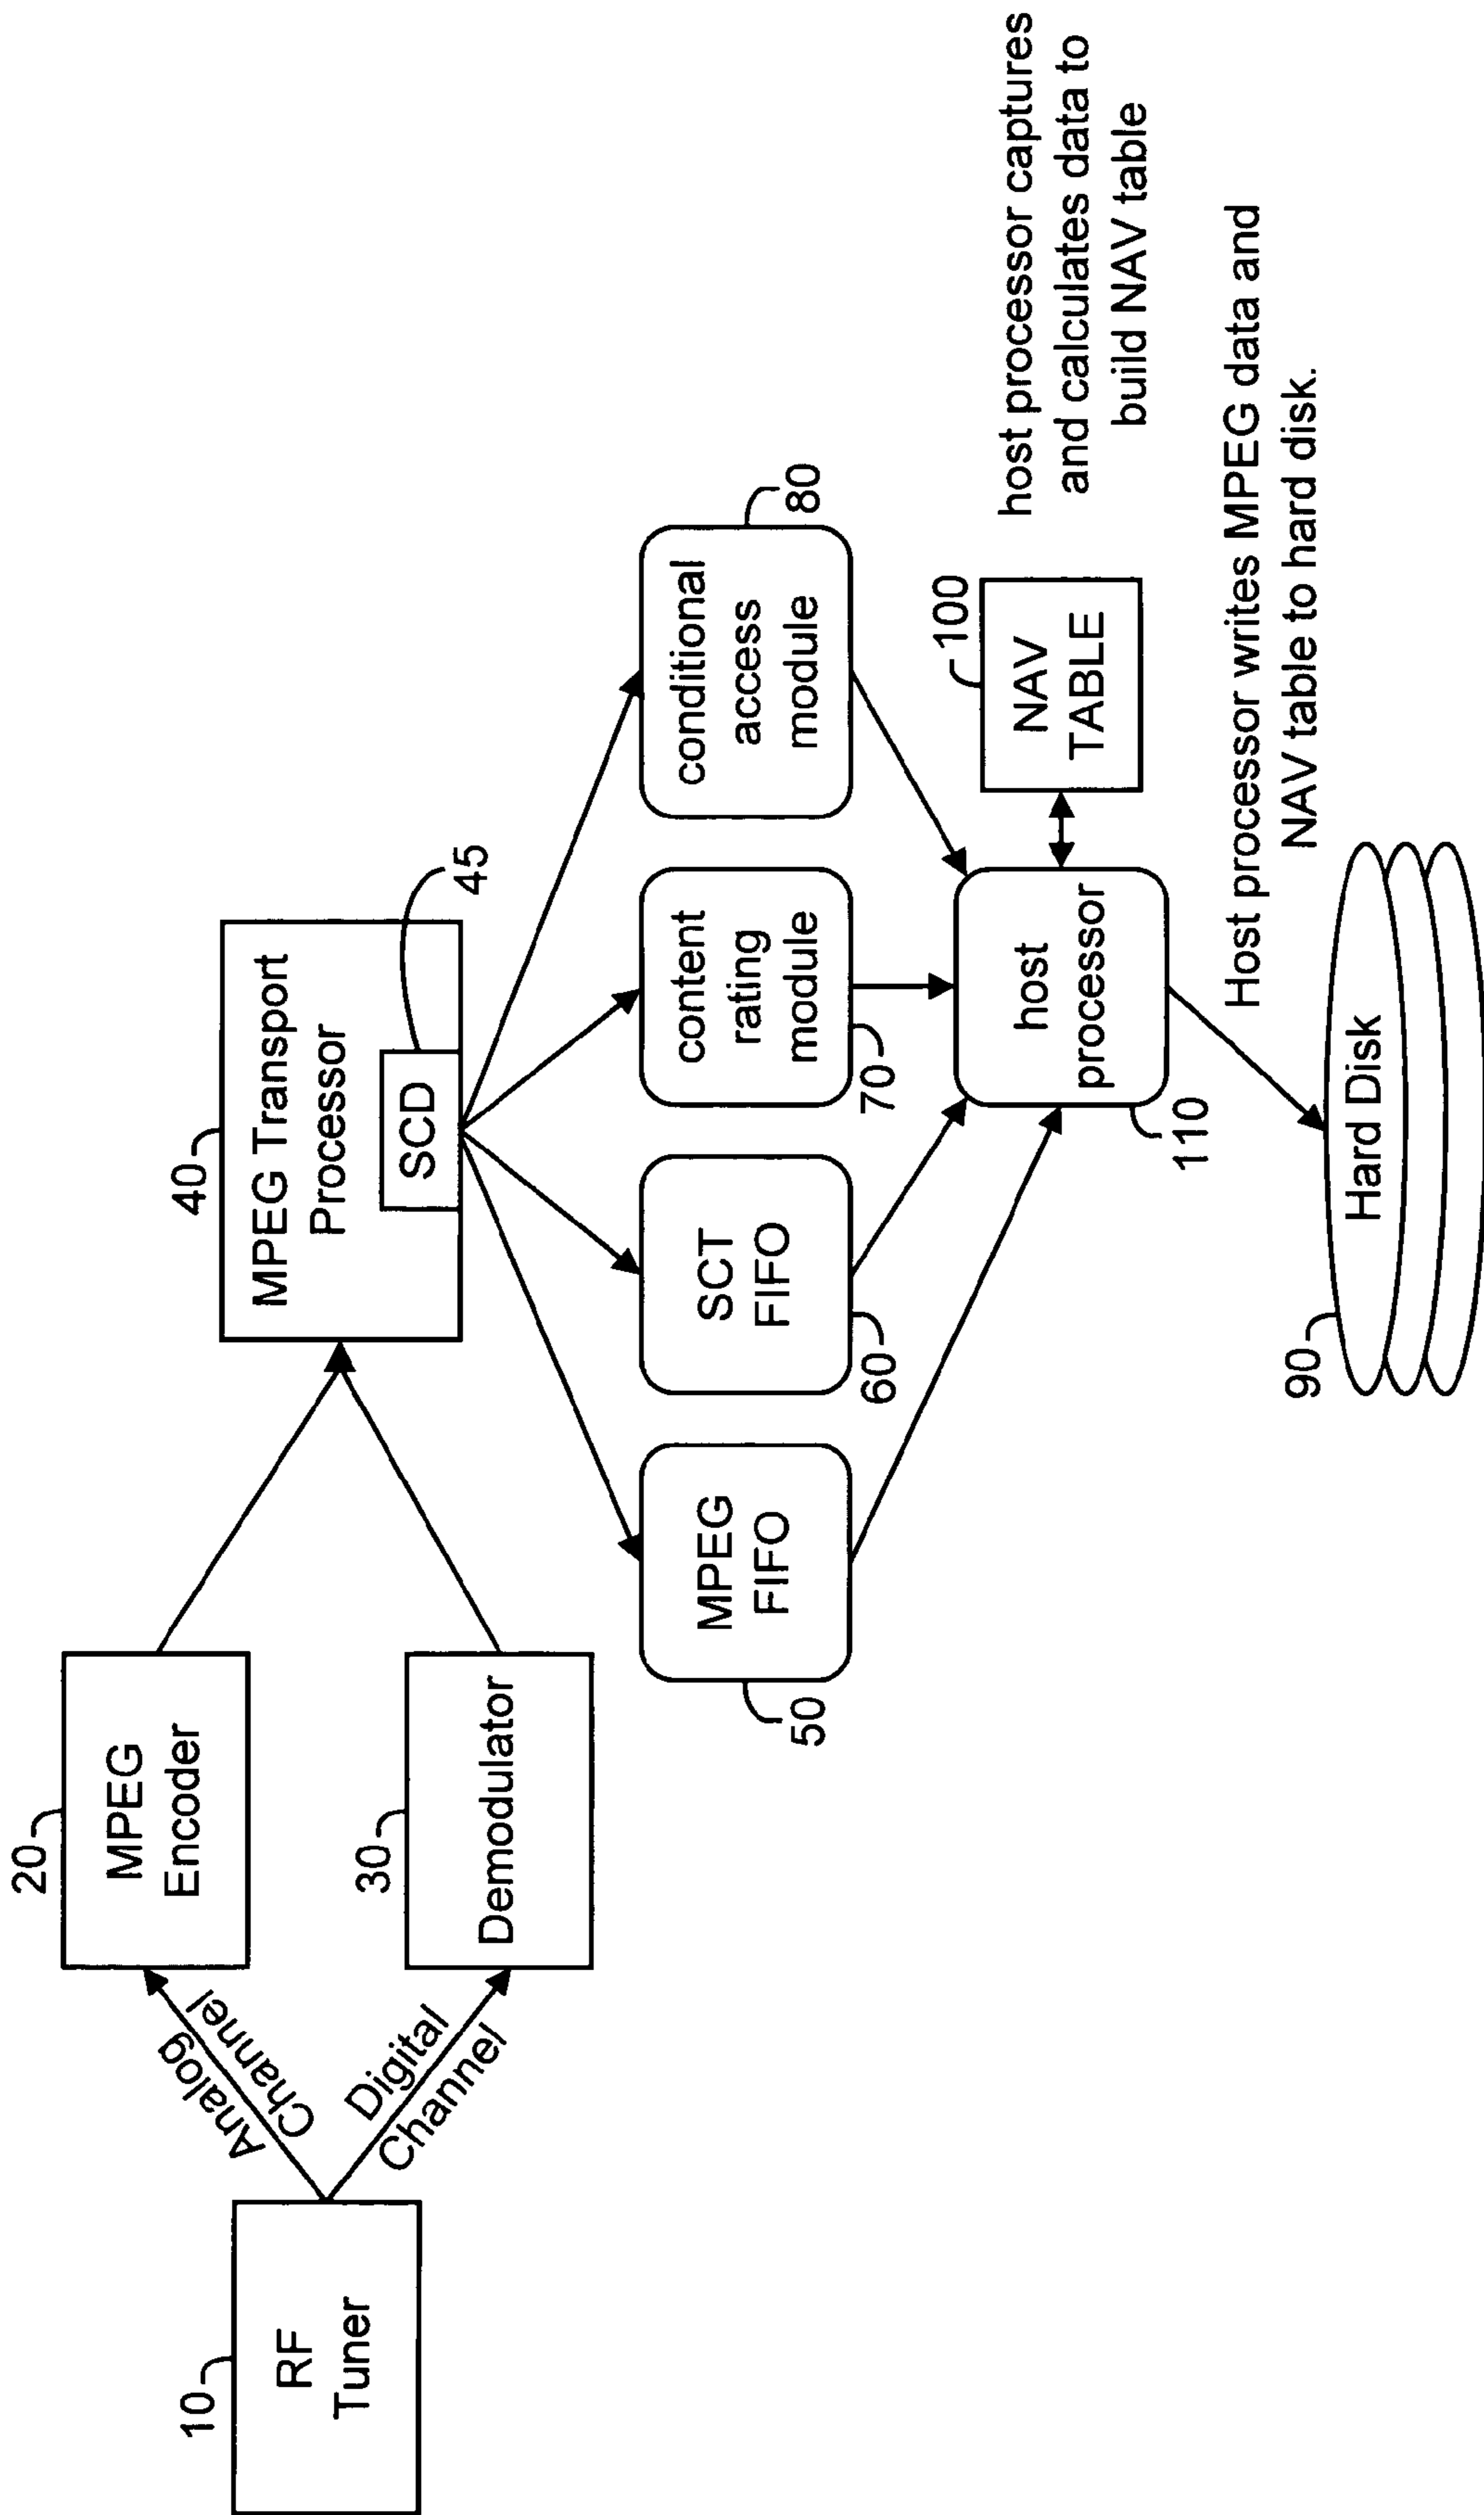 10
RF
Tuner
Analog
Channel
Digital
Channel
20
MPEG
Encoder
30
Demodulator
40
MPEG Transport
Processor
SCD
45
MPEG
FIFO
50
SCT
FIFO
60
content
rating
module
70
conditional
access
module
80
host
processor
110
NAV
TABLE
100
host processor captures
and calculates data to
build NAV table
Host processor writes MPEG data and
NAV table to hard disk.
Hard Disk
90